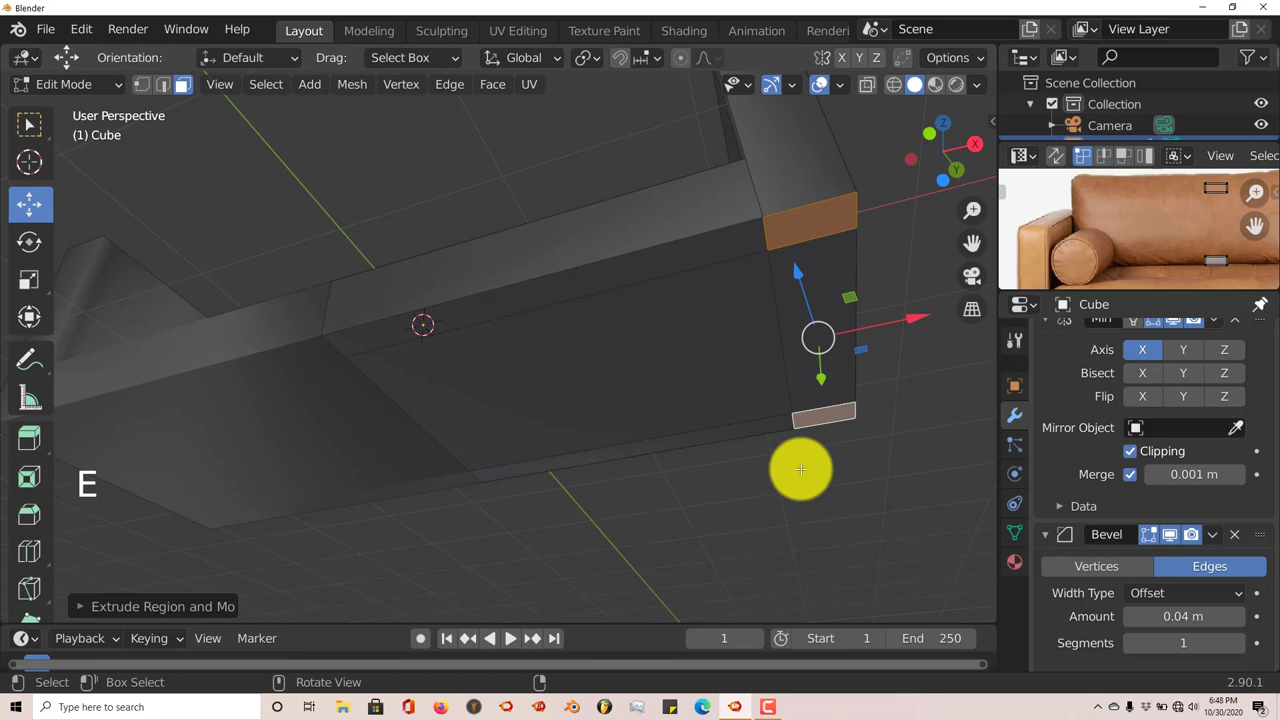 Blender
File Edit Render Window Help Layout Modeling Sculpting UV Editing Texture Paint Shading Animation Renderi Scene View Layer
Orientation: Default Drag: Select Box Global X Y Z Options
Edit Mode View Select Add Mesh Vertex Edge Face UV
Scene Collection
Collection
Camera
User Perspective
(1) Cube
Z
X
Y
View Selec
Cube
Axis X Y Z
Bisect X Y Z
Flip X Y Z
Mirror Object
Clipping
Merge 0.001 m
Data
E
Bevel
Vertices Edges
Width Type Offset
Amount 0.04 m
Segments 1
Extrude Region and Mo
Playback Keying View Marker 1 Start 1 End 250
Select Box Select Rotate View 2.90.1
Type here to search
6:48 PM
10/30/2020
2